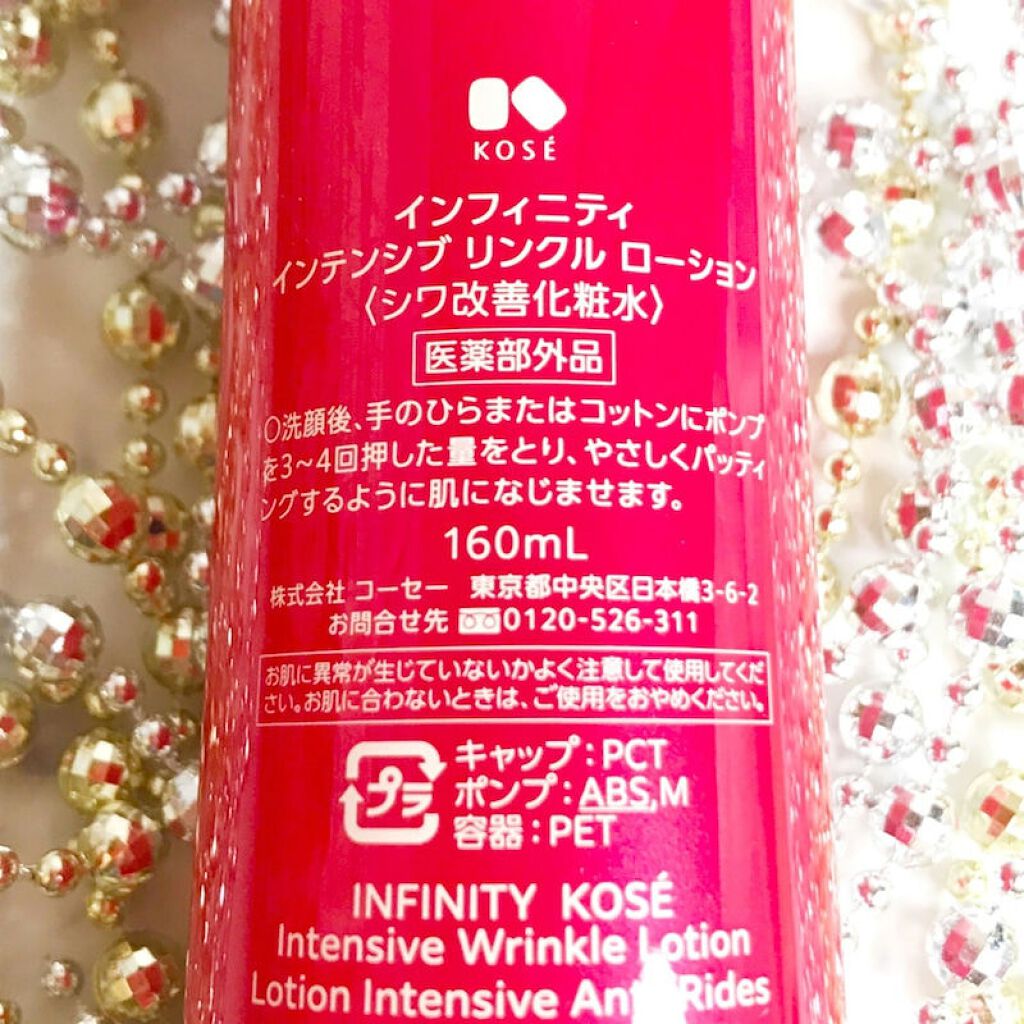 KOSÉ
インフィニティ
インテンシブ リンクル ローション
〈シワ改善化粧水〉
医薬部外品
○洗顔後、手のひらまたはコットンにポンプ
を3~4回押した量をとり、やさしくパッティ
ングするように肌になじませます。
160mL
株式会社 コーセー 東京都中央区日本橋3-6-2
お問合せ先 0120-526-311
お肌に異常が生じていないかよく注意して使用してくだ
さい。お肌に合わないときは、ご使用をおやめください。
プラ
キャップ:PCT
ポンプ:ABS,M
容器:PET
INFINITY KOSÉ
Intensive Wrinkle Lotion
Lotion Intensive Anti Rides